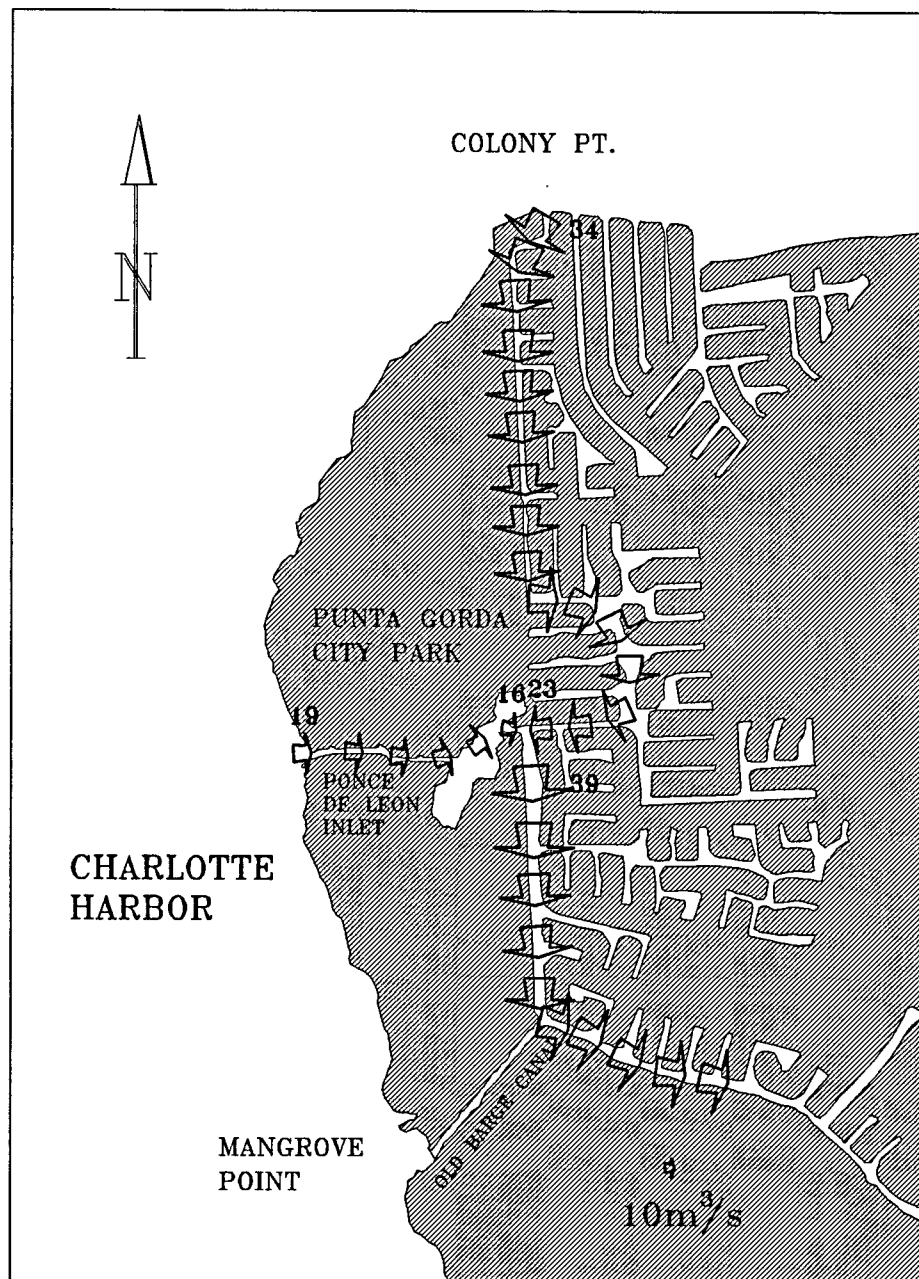 COLONY PT.
N
34
PUNTA GORDA
CITY PARK
16 23
19
PONCE
DE LEON
INLET
39
CHARLOTTE
HARBOR
OLD BARGE CANAL
MANGROVE
POINT
10m³/s